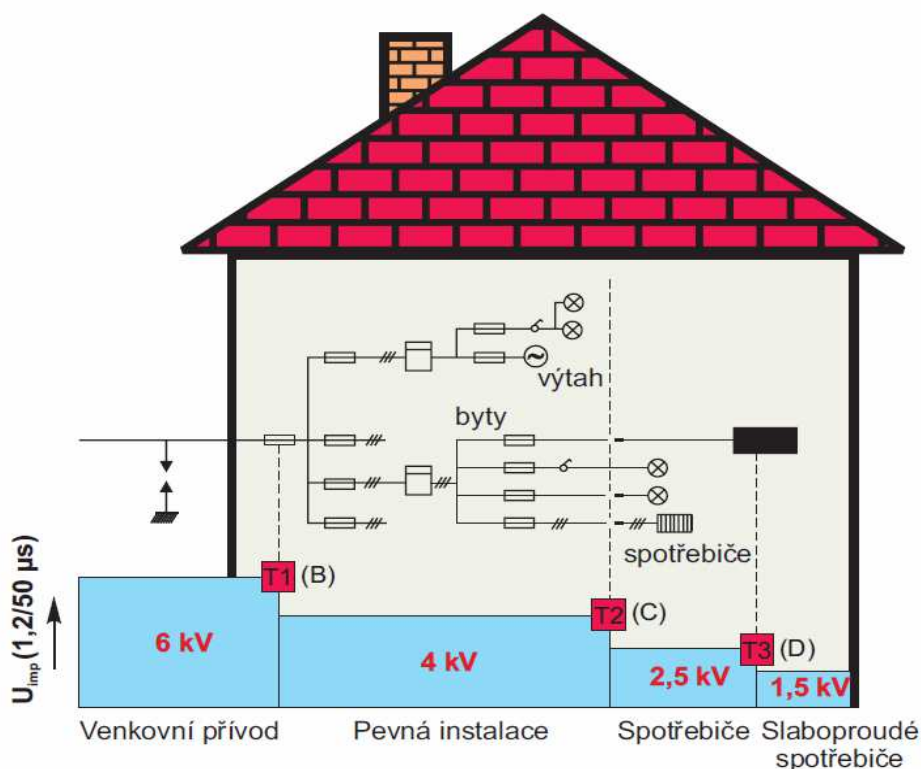 výtah
byty
spotřebiče
T1 (B)
T2 (C)
T3 (D)
U_imp (1,2/50 µs)
6 kV
4 kV
2,5 kV
1,5 kV
Venkovní přívod
Pevná instalace
Spotřebiče
Slaboproudé
spotřebiče